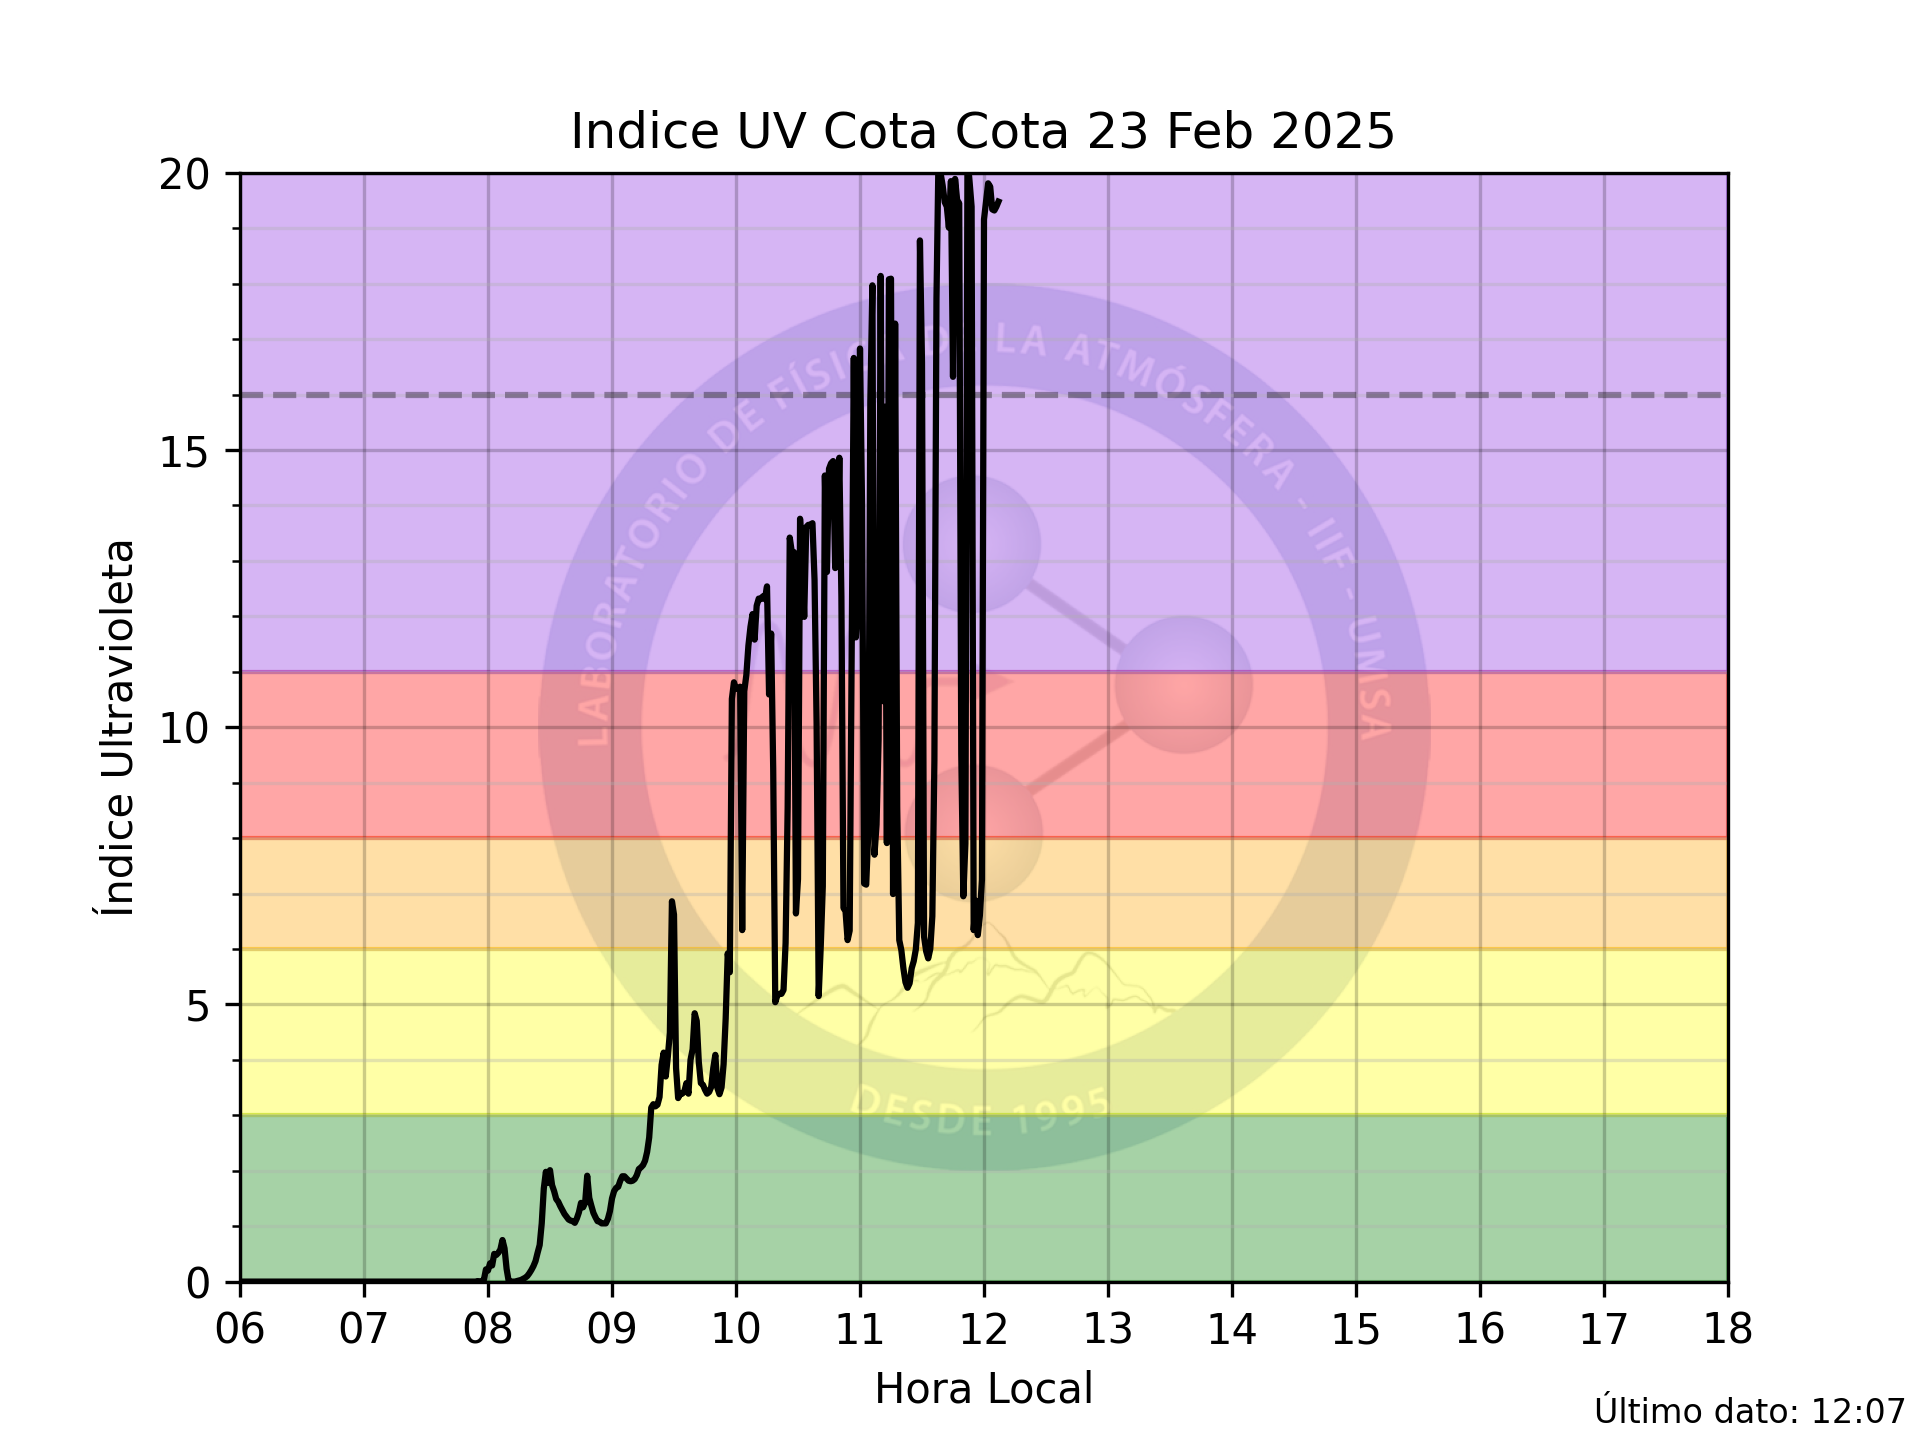 Indice UV Cota Cota 23 Feb 2025
20
15
10
5
0
Índice Ultravioleta
LABORATORIO DE FÍSICA DE LA ATMÓSFERA - IIF - UMSA
DESDE 1995
06 07 08 09 10 11 12 13 14 15 16 17 18
Hora Local
Último dato: 12:07